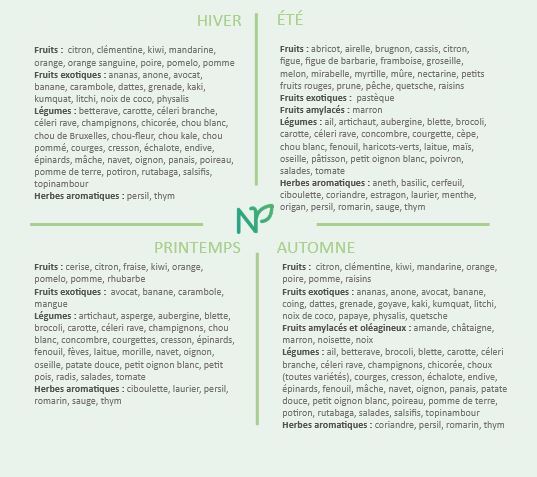 HIVER
Fruits : citron, clémentine, kiwi, mandarine,
orange, orange sanguine, poire, pomelo, pomme
Fruits exotiques : ananas, anone, avocat,
banane, carambole, dattes, grenade, kaki,
kumquat, litchi, noix de coco, physalis
Légumes : betterave, carotte, céleri branche,
céleri rave, champignons, chicorée, chou blanc,
chou de Bruxelles, chou-fleur, chou kale, chou
pommé, courges, cresson, échalote, endive,
épinards, mâche, navet, oignon, panais, poireau,
pomme de terre, potiron, rutabaga, salsifis,
topinambour
Herbes aromatiques : persil, thym
ÉTÉ
Fruits : abricot, airelle, brugnon, cassis, citron,
figue, figue de barbarie, framboise, groseille,
melon, mirabelle, myrtille, mûre, nectarine, petits
fruits rouges, prune, pêche, quetsche, raisins
Fruits exotiques : pastèque
Fruits amylacés : marron
Légumes : ail, artichaut, aubergine, blette, brocoli,
carotte, céleri rave, concombre, courgette, cèpe,
chou blanc, fenouil, haricots-verts, laitue, maïs,
oseille, pâtisson, petit oignon blanc, poivron,
salades, tomate
Herbes aromatiques : aneth, basilic, cerfeuil,
ciboulette, coriandre, estragon, laurier, menthe,
origan, persil, romarin, sauge, thym
PRINTEMPS
Fruits : cerise, citron, fraise, kiwi, orange,
pomelo, pomme, rhubarbe
Fruits exotiques : avocat, banane, carambole,
mangue
Légumes : artichaut, asperge, aubergine, blette,
brocoli, carotte, céleri rave, champignons, chou
blanc, concombre, courgettes, cresson, épinards,
fenouil, fèves, laitue, morille, navet, oignon,
oseille, patate douce, petit oignon blanc, petit
pois, radis, salades, tomate
Herbes aromatiques : ciboulette, laurier, persil,
romarin, sauge, thym
AUTOMNE
Fruits : citron, clémentine, kiwi, mandarine, orange,
poire, pomme, raisins
Fruits exotiques : ananas, anone, avocat, banane,
coing, dattes, grenade, goyave, kaki, kumquat, litchi,
noix de coco, papaye, physalis, quetsche
Fruits amylacés et oléagineux : amande, châtaigne,
marron, noisette, noix
Légumes : ail, betterave, brocoli, blette, carotte, céleri
branche, céleri rave, champignons, chicorée, choux
(toutes variétés), courges, cresson, échalote, endive,
épinards, fenouil, mâche, navet, oignon, panais, patate
douce, petit oignon blanc, poireau, pomme de terre,
potiron, rutabaga, salades, salsifis, topinambour
Herbes aromatiques : coriandre, persil, romarin, thym